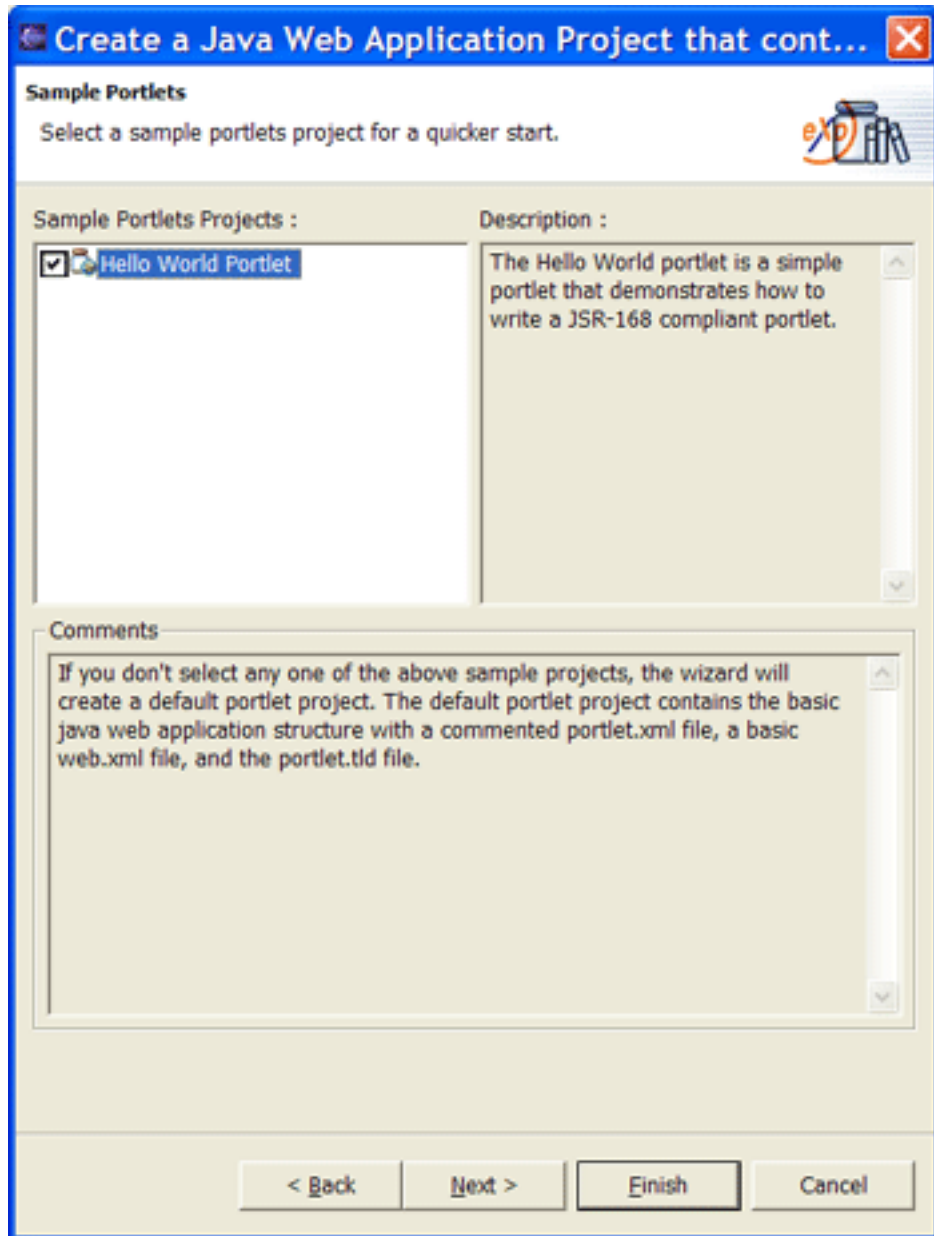 Create a Java Web Application Project that cont...
Sample Portlets
Select a sample portlets project for a quicker start.
eXp
Sample Portlets Projects :
Hello World Portlet
Description :
The Hello World portlet is a simple
portlet that demonstrates how to
write a JSR-168 compliant portlet.
Comments
If you don't select any one of the above sample projects, the wizard will
create a default portlet project. The default portlet project contains the basic
java web application structure with a commented portlet.xml file, a basic
web.xml file, and the portlet.tld file.
< Back
Next >
Finish
Cancel